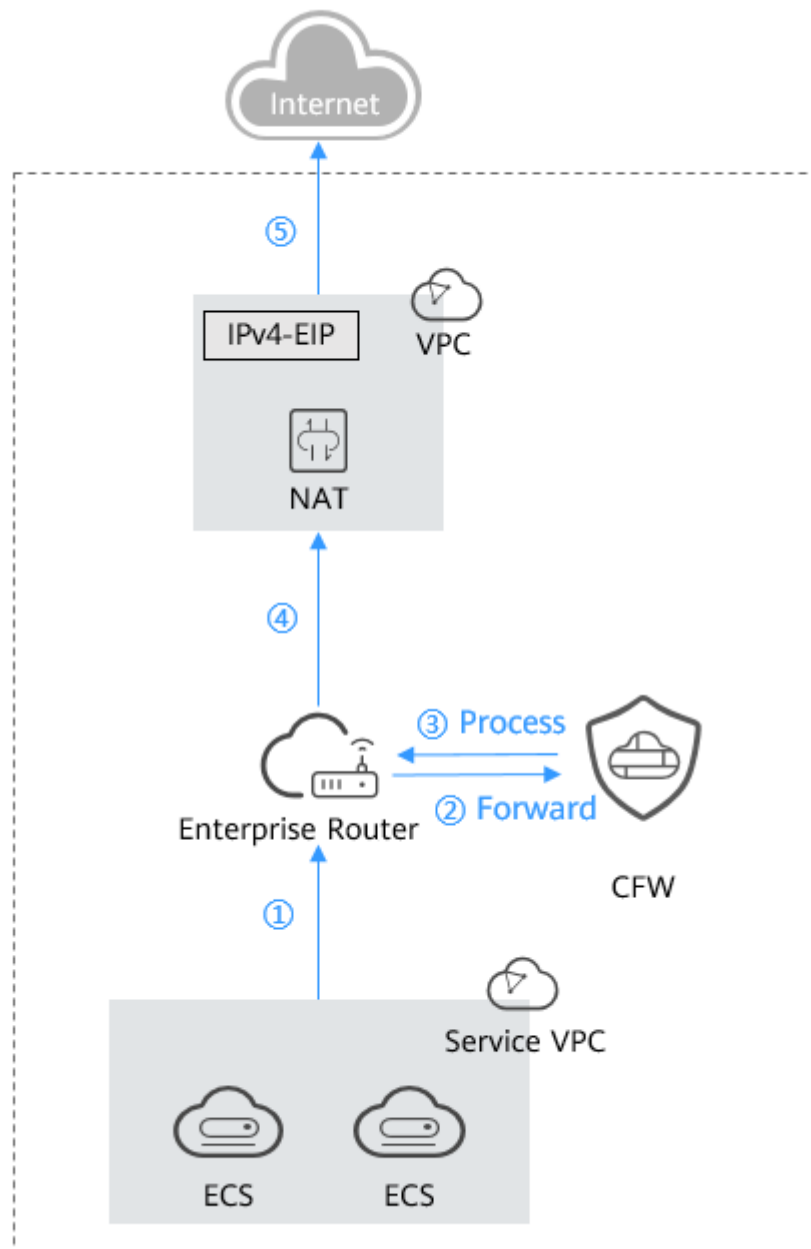 Internet
⑤
IPv4-EIP
VPC
NAT
④
③ Process
② Forward
Enterprise Router
CFW
①
Service VPC
ECS
ECS